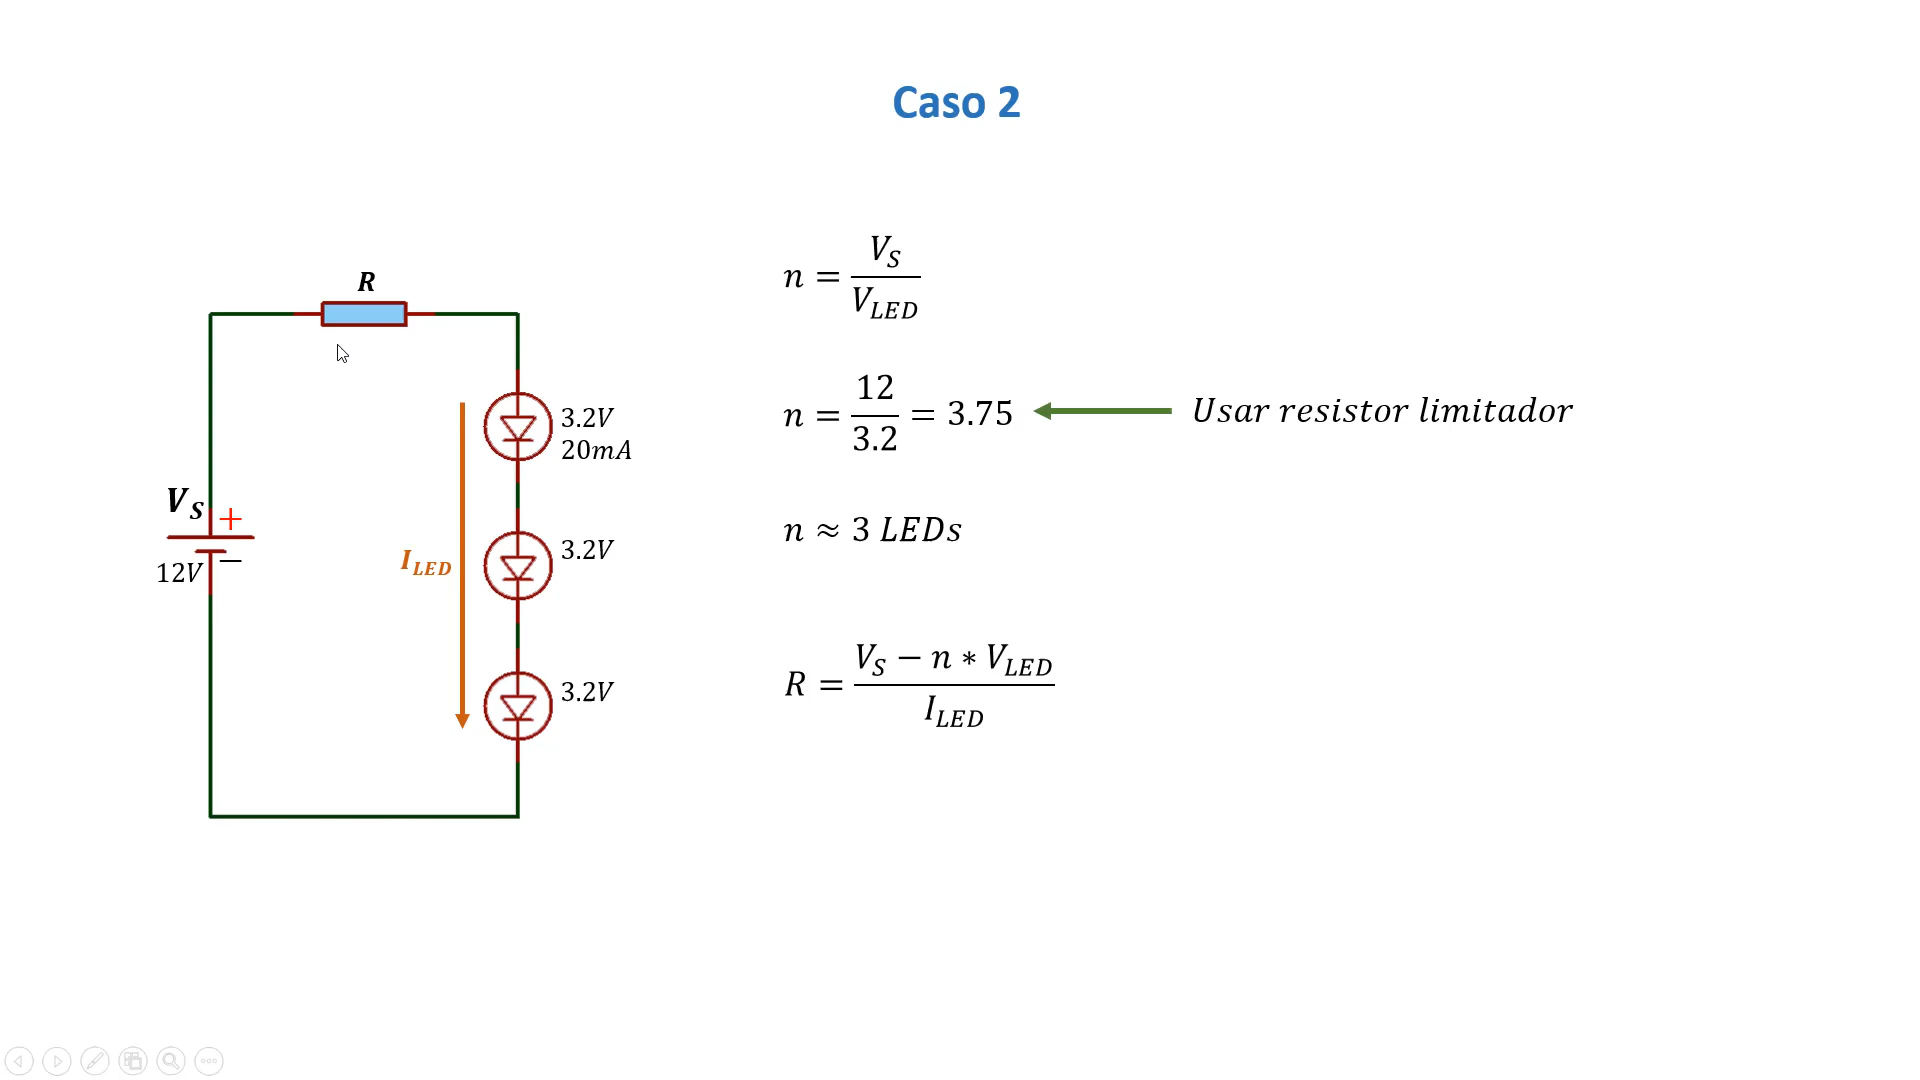 Caso 2
R
V_S
+
−
12V
I_LED
3.2V
20mA
3.2V
3.2V
n = V_S / V_LED
n = 12 / 3.2 = 3.75
Usar resistor limitador
n ≈ 3 LEDs
R = (V_S − n * V_LED) / I_LED